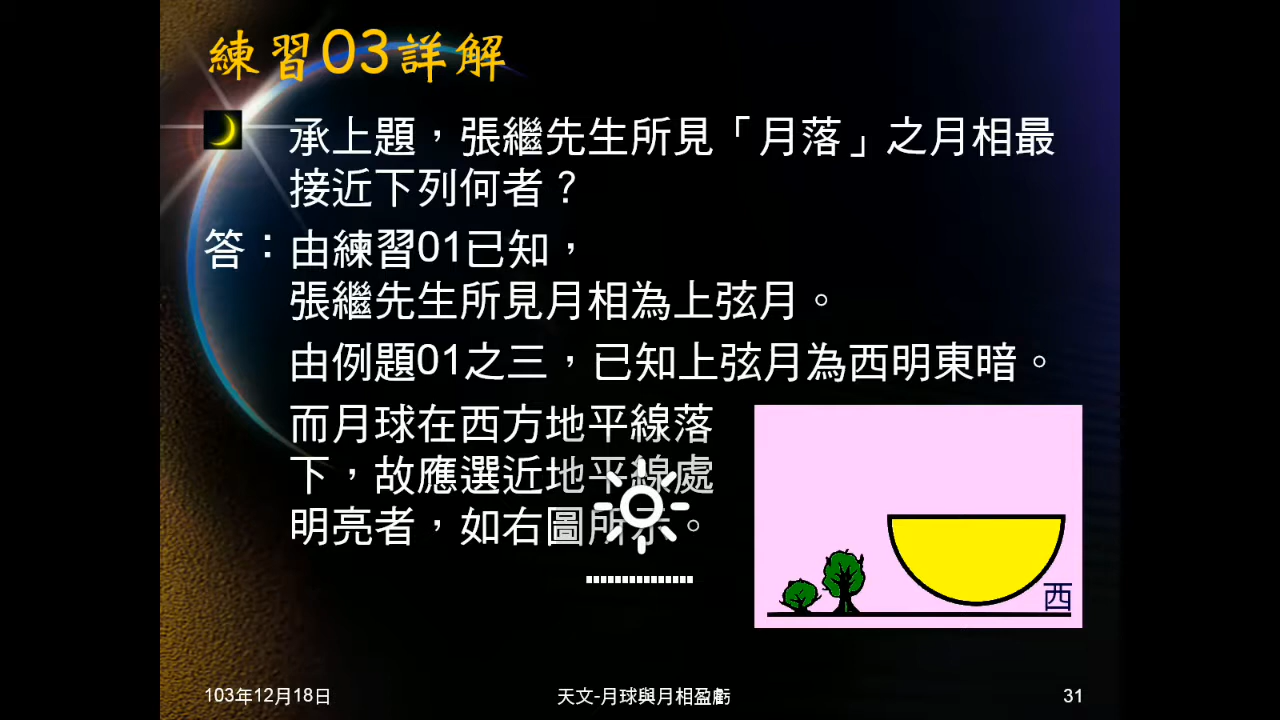 練習03詳解
承上題，張繼先生所見「月落」之月相最
接近下列何者？
答：由練習01已知，
張繼先生所見月相為上弦月。
由例題01之三，已知上弦月為西明東暗。
而月球在西方地平線落
下，故應選近地平線處
明亮者，如右圖所示。
西
103年12月18日
天文-月球與月相盈虧
31